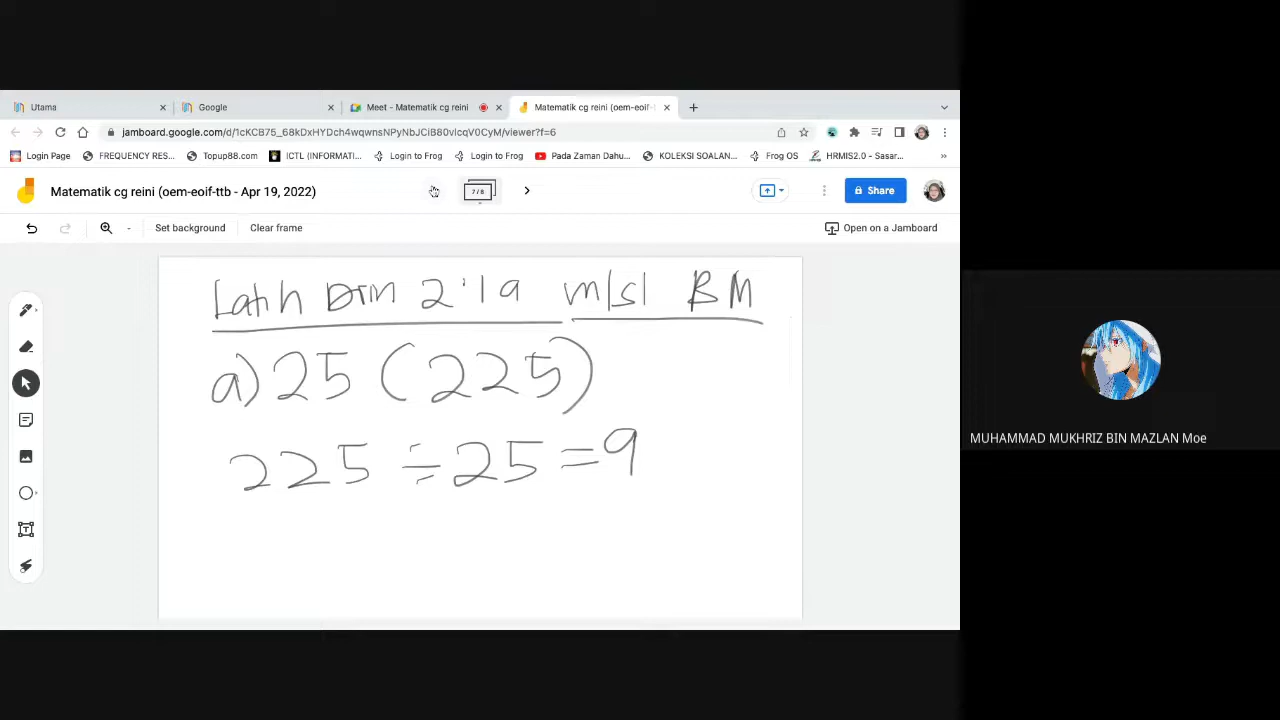 Utama
Google
Meet - Matematik cg reini
Matematik cg reini (oem-eoif-t
jamboard.google.com/d/1cKCB75_68kDxHYDch4wqwnsNPyNbJCiB80vIcqV0CyM/viewer?f=6
Login Page
FREQUENCY RES...
Topup88.com
ICTL (INFORMATI...
Login to Frog
Login to Frog
Pada Zaman Dahu...
KOLEKSI SOALAN...
Frog OS
HRMIS2.0 - Sasar...
»
Matematik cg reini (oem-eoif-ttb - Apr 19, 2022)
7/8
Share
Set background
Clear frame
Open on a Jamboard
Latih Drm 2.1a m/s1 BM
a) 25 (225)
225 ÷ 25 = 9
MUHAMMAD MUKHRIZ BIN MAZLAN Moe